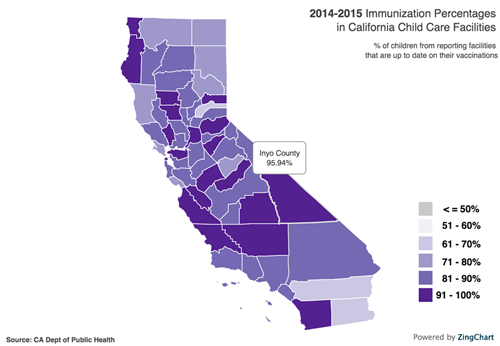 2014-2015 Immunization Percentages
in California Child Care Facilities
% of children from reporting facilities
that are up to date on their vaccinations
Inyo County
95.94%
< = 50%
51 - 60%
61 - 70%
71 - 80%
81 - 90%
91 - 100%
Source: CA Dept of Public Health
Powered by ZingChart